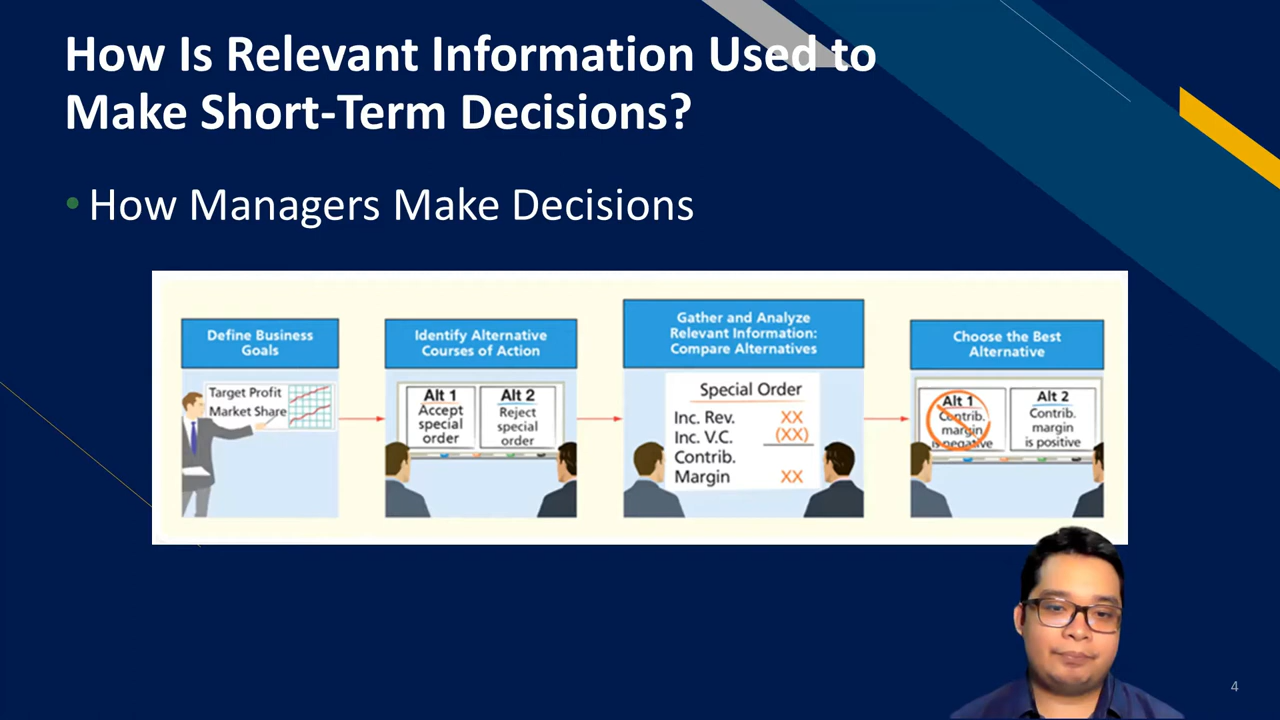 How Is Relevant Information Used to
Make Short-Term Decisions?
• How Managers Make Decisions
Define Business
Goals
Target Profit
Market Share
Identify Alternative
Courses of Action
Alt 1
Accept
special
order
Alt 2
Reject
special
order
Gather and Analyze
Relevant Information:
Compare Alternatives
Special Order
Inc. Rev. XX
Inc. V.C. (XX)
Contrib.
Margin XX
Choose the Best
Alternative
Alt 1
Contrib.
margin
is negative
Alt 2
Contrib.
margin
is positive
4